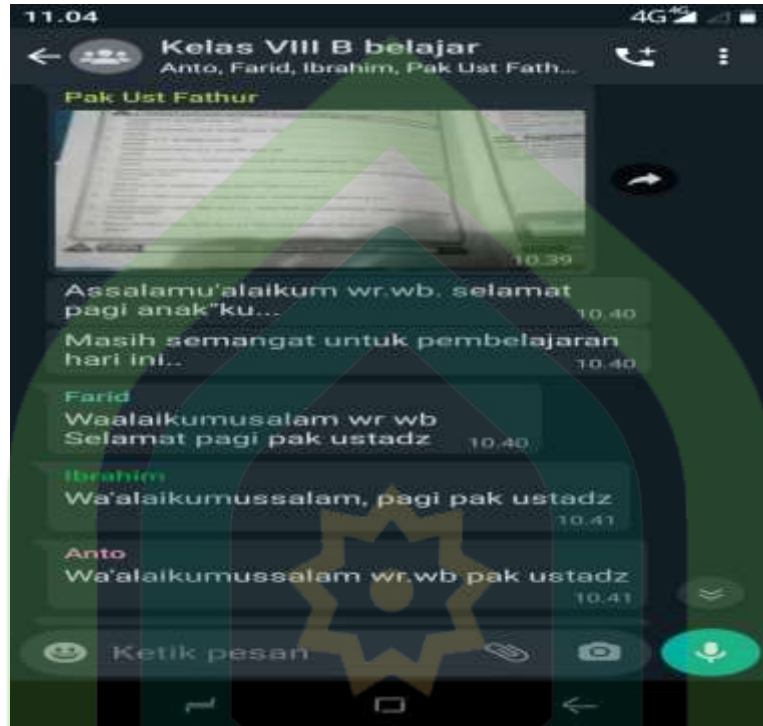 11.04
4G 4G
Kelas VIII B belajar
Anto, Farid, Ibrahim, Pak Ust Fath...
Pak Ust Fathur
10.39
Assalamu'alaikum wr.wb. selamat
pagi anak"ku...
10.40
Masih semangat untuk pembelajaran
hari ini..
10.40
Farid
Waalaikumusalam wr wb
Selamat pagi pak ustadz
10.40
Ibrahim
Wa'alaikumussalam, pagi pak ustadz
10.41
Anto
Wa'alaikumussalam wr.wb pak ustadz
10.41
Ketik pesan